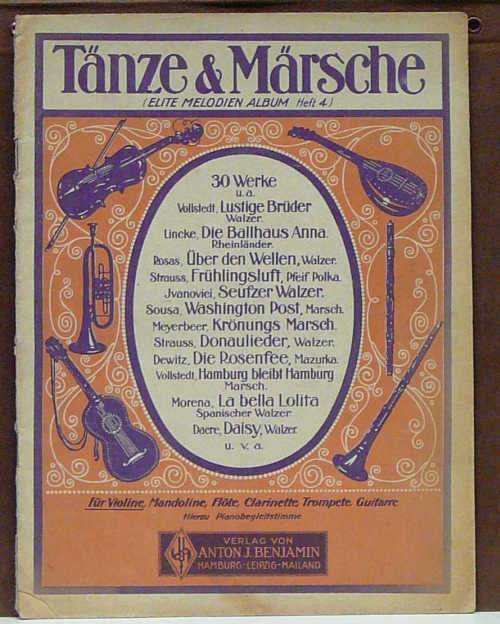 Tänze & Märsche
(ELITE MELODIEN ALBUM Heft 4)
30 Werke
u.a.
Vollstedt, Lustige Brüder
Walzer.
Lincke, Die Ballhaus Anna.
Rheinländer.
Rosas, Über den Wellen, Walzer.
Strauss, Frühlingsluft, Pfeif Polka.
Jvanoviei, Seufzer Walzer.
Sousa, Washington Post, Marsch.
Meyerbeer, Krönungs Marsch.
Strauss, Donaulieder, Walzer.
Dewitz, Die Rosenfee, Mazurka.
Vollstedt, Hamburg bleibt Hamburg
Marsch.
Morena, La bella Lolita
Spanischer Walzer.
Dacre, Daisy, Walzer
u. v. a.
Für Violine, Mandoline, Flöte, Clarinette, Trompete, Guitarre
Hierzu Pianobegleitstimme
VERLAG VON
ANTON J. BENJAMIN
HAMBURG-LEIPZIG-MAILAND